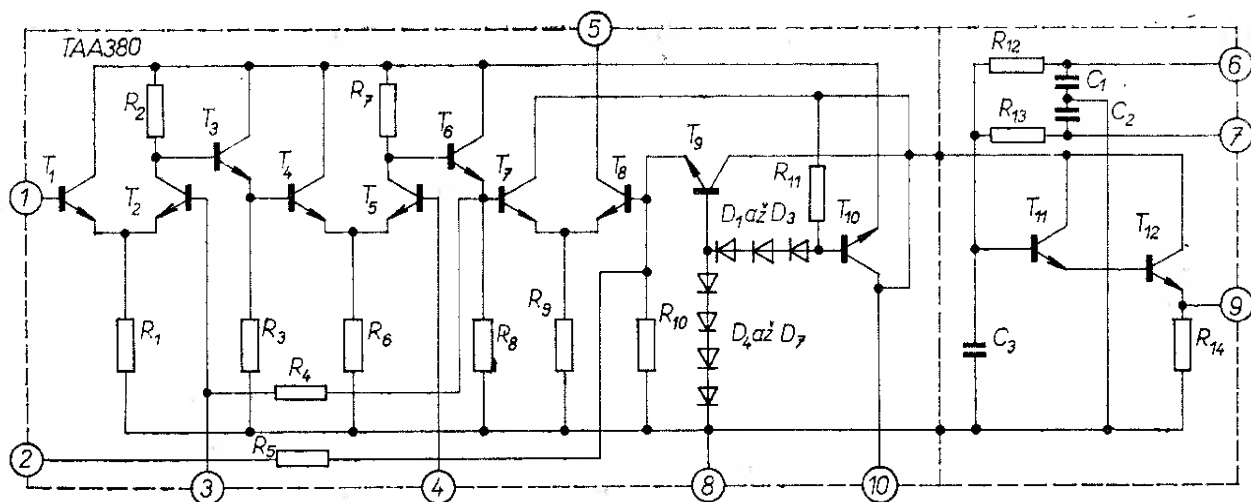 TAA380
5
R12
C1
6
R2
R7
T3
T6
R13
C2
7
T9
T1
T2
T4
T5
T7
T8
R11
1
D1 až D3
T10
T11
T12
R1
R3
R6
R8
R9
R10
D4 až D7
C3
R14
9
R4
R5
2
3
4
8
10